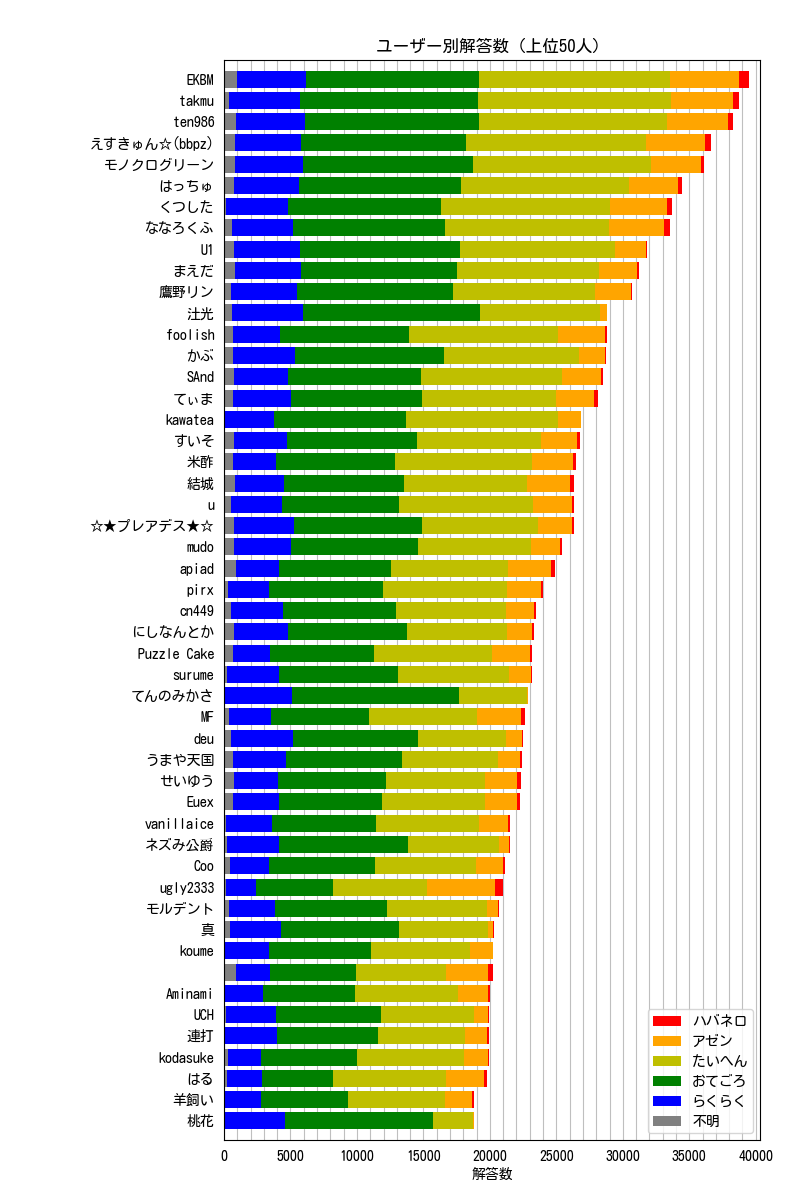 ユーザー別解答数（上位50人）
EKBM
takmu
ten986
えすきゅん☆(bbpz)
モノクログリーン
はっちゅ
くつした
ななろくふ
U1
まえだ
鷹野リン
汢光
foolish
かぶ
SAnd
てぃま
kawatea
すいそ
米酢
結城
u
☆★プレアデス★☆
mudo
apiad
pirx
cn449
にしなんとか
Puzzle Cake
surume
てんのみかさ
MF
deu
うまや天国
せいゆう
Euex
vanillaice
ネズみ公爵
Coo
ugly2333
モルデント
真
koume
Aminami
UCH
連打
kodasuke
はる
羊飼い
桃花
ハバネロ
アゼン
たいへん
おてごろ
らくらく
不明
0 5000 10000 15000 20000 25000 30000 35000 40000
解答数